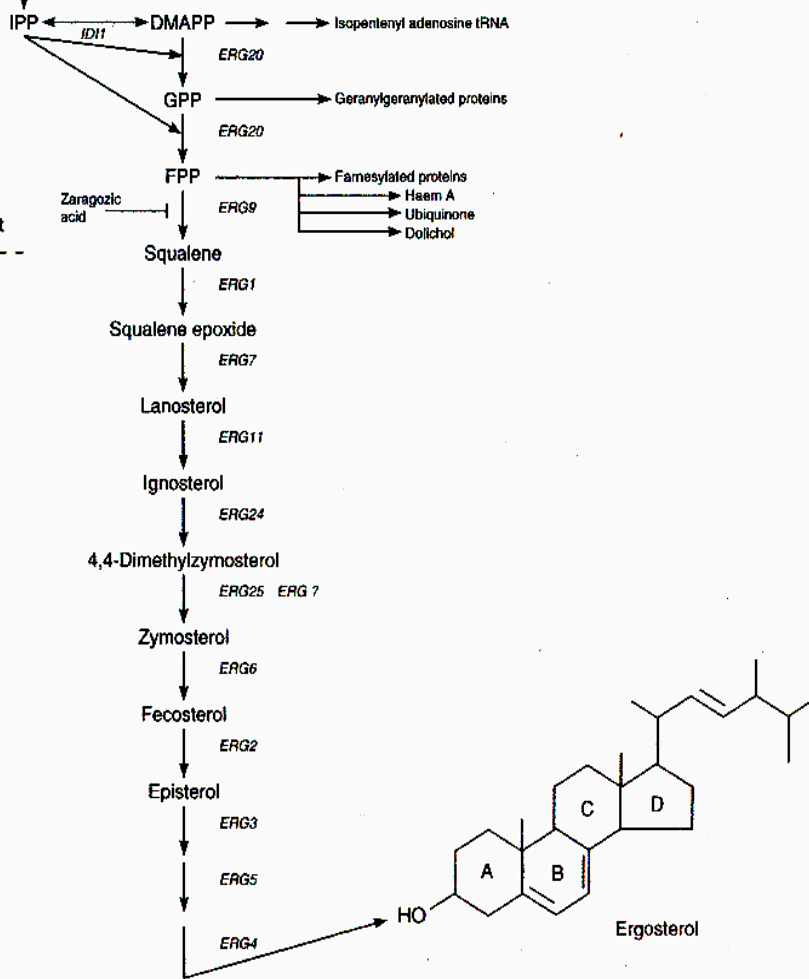 IPP DMAPP Isopentenyl adenosine tRNA
IDI1
ERG20
GPP Geranylgeranylated proteins
ERG20
FPP Farnesylated proteins
Haem A
Zaragozic
acid
ERG9
Ubiquinone
t
Dolichol
Squalene
ERG1
Squalene epoxide
ERG7
Lanosterol
ERG11
Ignosterol
ERG24
4,4-Dimethylzymosterol
ERG25 ERG ?
Zymosterol
ERG6
Fecosterol
ERG2
Episterol
ERG3
ERG5
ERG4
A
B
C
D
HO
Ergosterol